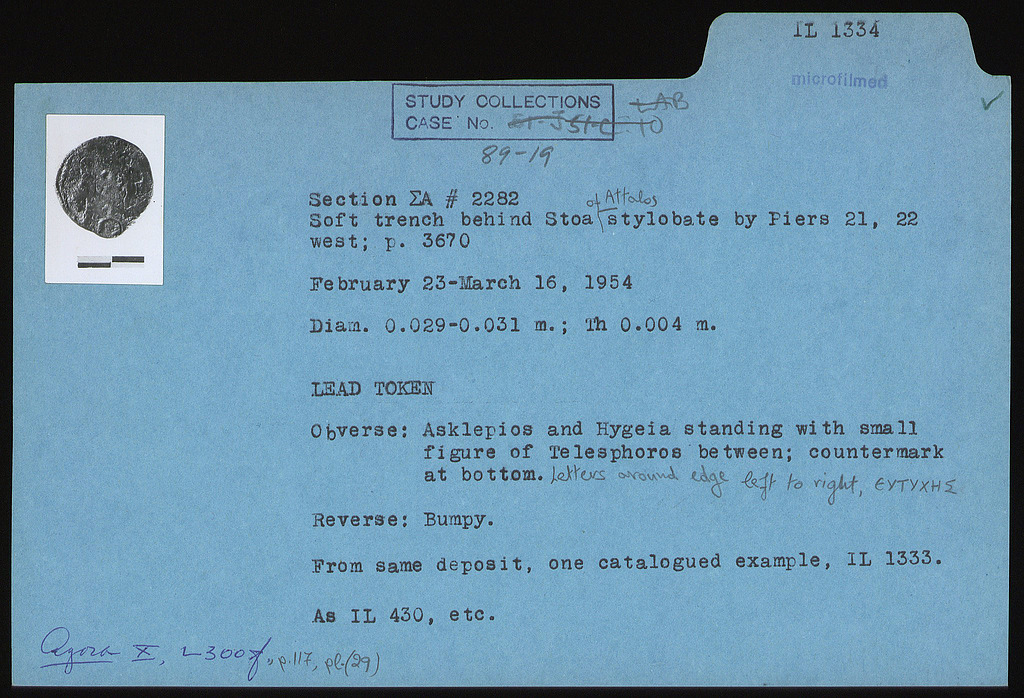 IL 1334
microfilmed
STUDY COLLECTIONS LAB
CASE No.
89-19
Section ΣA # 2282
Soft trench behind Stoa of Attalos stylobate by Piers 21, 22
west; p. 3670
February 23-March 16, 1954
Diam. 0.029-0.031 m.; Th 0.004 m.
LEAD TOKEN
Obverse: Asklepios and Hygeia standing with small
figure of Telesphoros between; countermark
at bottom. Letters around edge left to right, ЄΥΤΥΧΗΣ
Reverse: Bumpy.
From same deposit, one catalogued example, IL 1333.
As IL 430, etc.
Agora X, L300f, p.117, pl.(29)